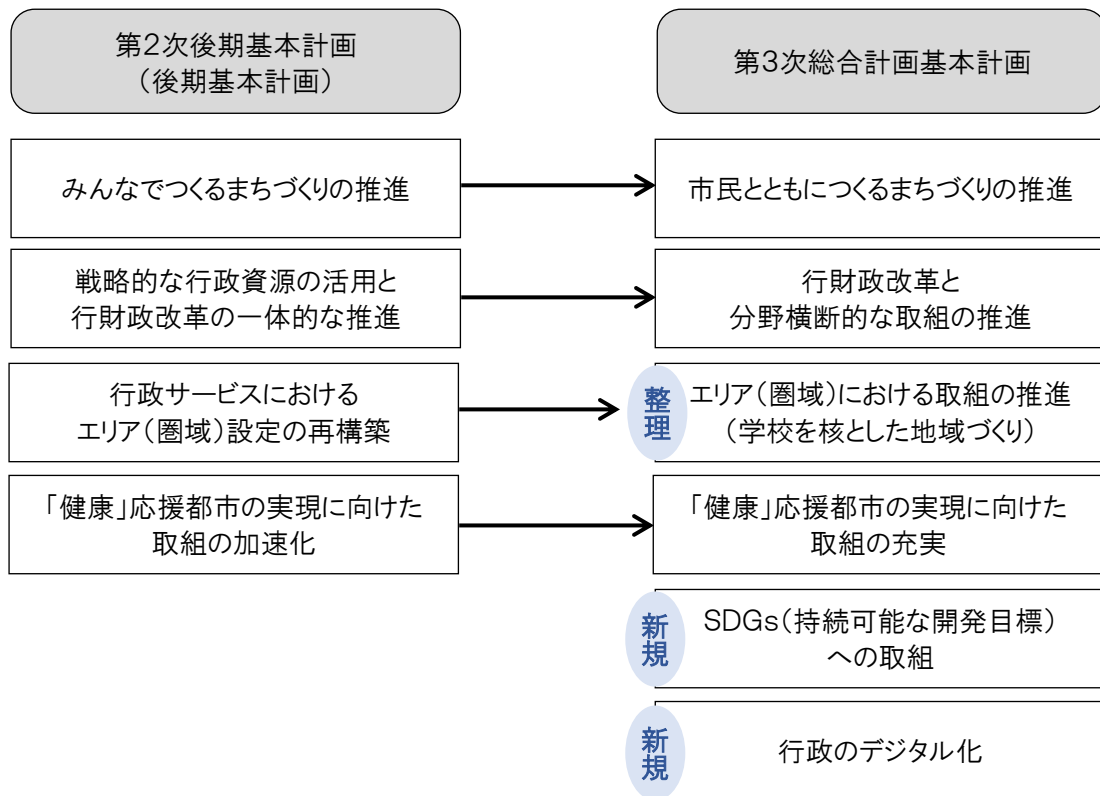 第2次後期基本計画
(後期基本計画)
第3次総合計画基本計画
みんなでつくるまちづくりの推進
市民とともにつくるまちづくりの推進
戦略的な行政資源の活用と
行財政改革の一体的な推進
行財政改革と
分野横断的な取組の推進
行政サービスにおける
エリア(圏域)設定の再構築
整理
エリア(圏域)における取組の推進
(学校を核とした地域づくり)
「健康」応援都市の実現に向けた
取組の加速化
「健康」応援都市の実現に向けた
取組の充実
新規
SDGs(持続可能な開発目標)
への取組
新規
行政のデジタル化